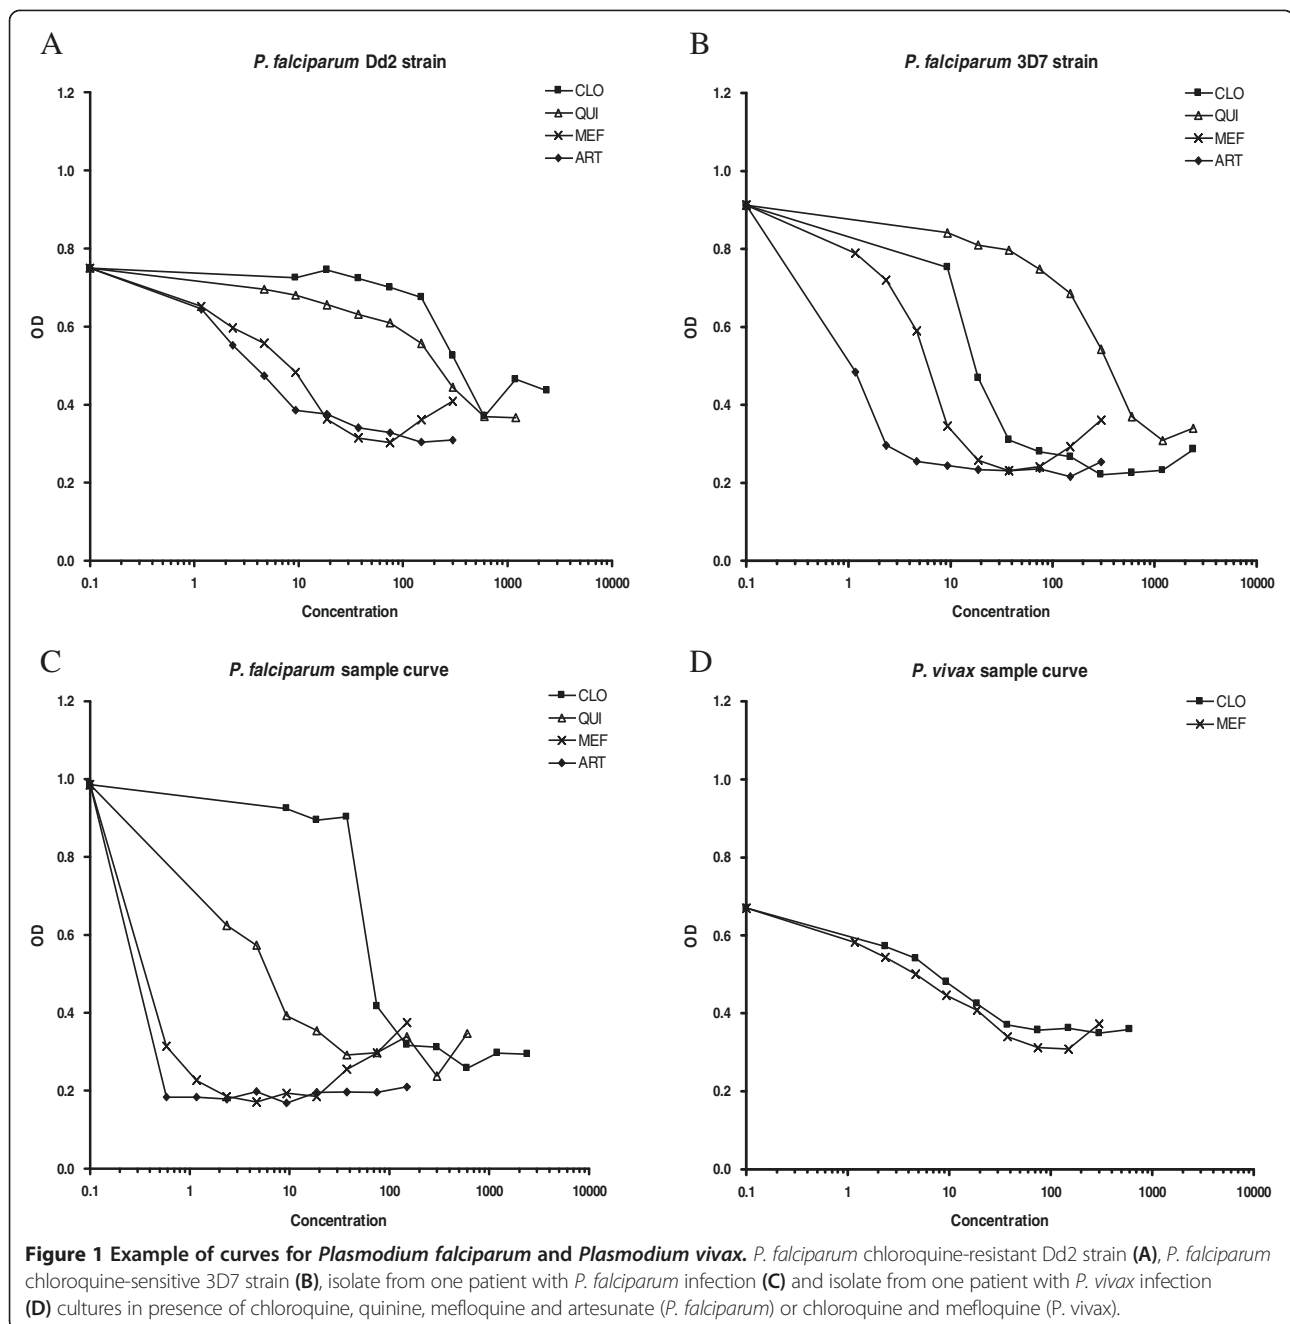 A
P. falciparum Dd2 strain
CLO
QUI
MEF
ART
1.2
1.0
0.8
0.6
0.4
0.2
0.0
OD
0.1 1 10 100 1000 10000
Concentration
B
P. falciparum 3D7 strain
CLO
QUI
MEF
ART
1.2
1.0
0.8
0.6
0.4
0.2
0.0
OD
0.1 1 10 100 1000 10000
Concentration
C
P. falciparum sample curve
CLO
QUI
MEF
ART
1.2
1.0
0.8
0.6
0.4
0.2
0.0
OD
0.1 1 10 100 1000 10000
Concentration
D
P. vivax sample curve
CLO
MEF
1.2
1.0
0.8
0.6
0.4
0.2
0.0
OD
0.1 1 10 100 1000 10000
Concentration
Figure 1 Example of curves for Plasmodium falciparum and Plasmodium vivax. P. falciparum chloroquine-resistant Dd2 strain (A), P. falciparum
chloroquine-sensitive 3D7 strain (B), isolate from one patient with P. falciparum infection (C) and isolate from one patient with P. vivax infection
(D) cultures in presence of chloroquine, quinine, mefloquine and artesunate (P. falciparum) or chloroquine and mefloquine (P. vivax).